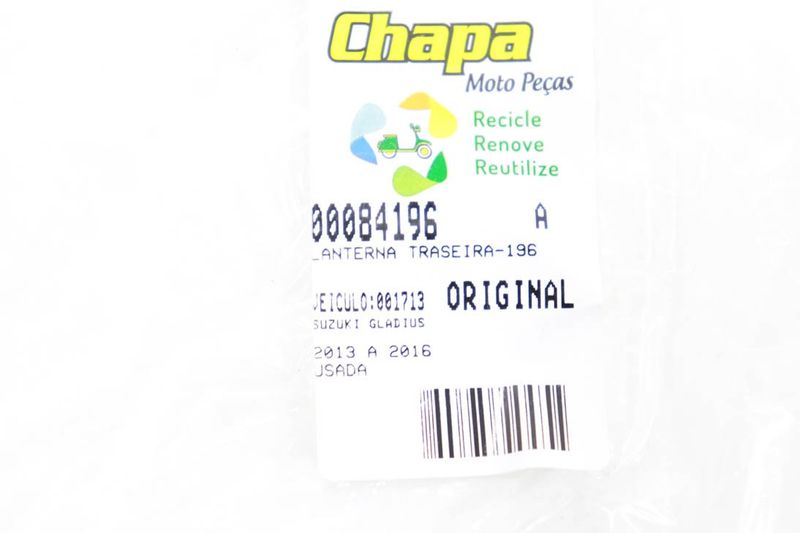 Chapa
Moto Peças
Recicle
Renove
Reutilize
00084196 A
LANTERNA TRASEIRA-196
VEICULO:001713 ORIGINAL
SUZUKI GLADIUS
2013 A 2016
USADA